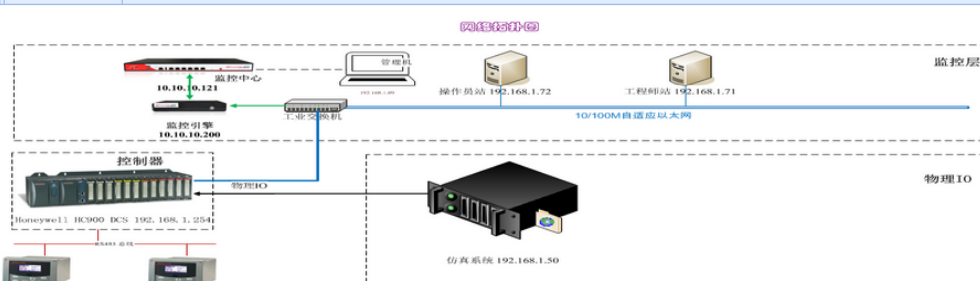 网络拓扑图
监控层
管理机
监控中心
10.10.10.121
操作员站 192.168.1.72
工程师站 192.168.1.71
工业交换机
10/100M自适应以太网
监控引擎
10.10.10.200
控制器
物理IO
物理IO
Honeywell HC900 DCS 192.168.1.254
RS485 总线
仿真系统 192.168.1.50